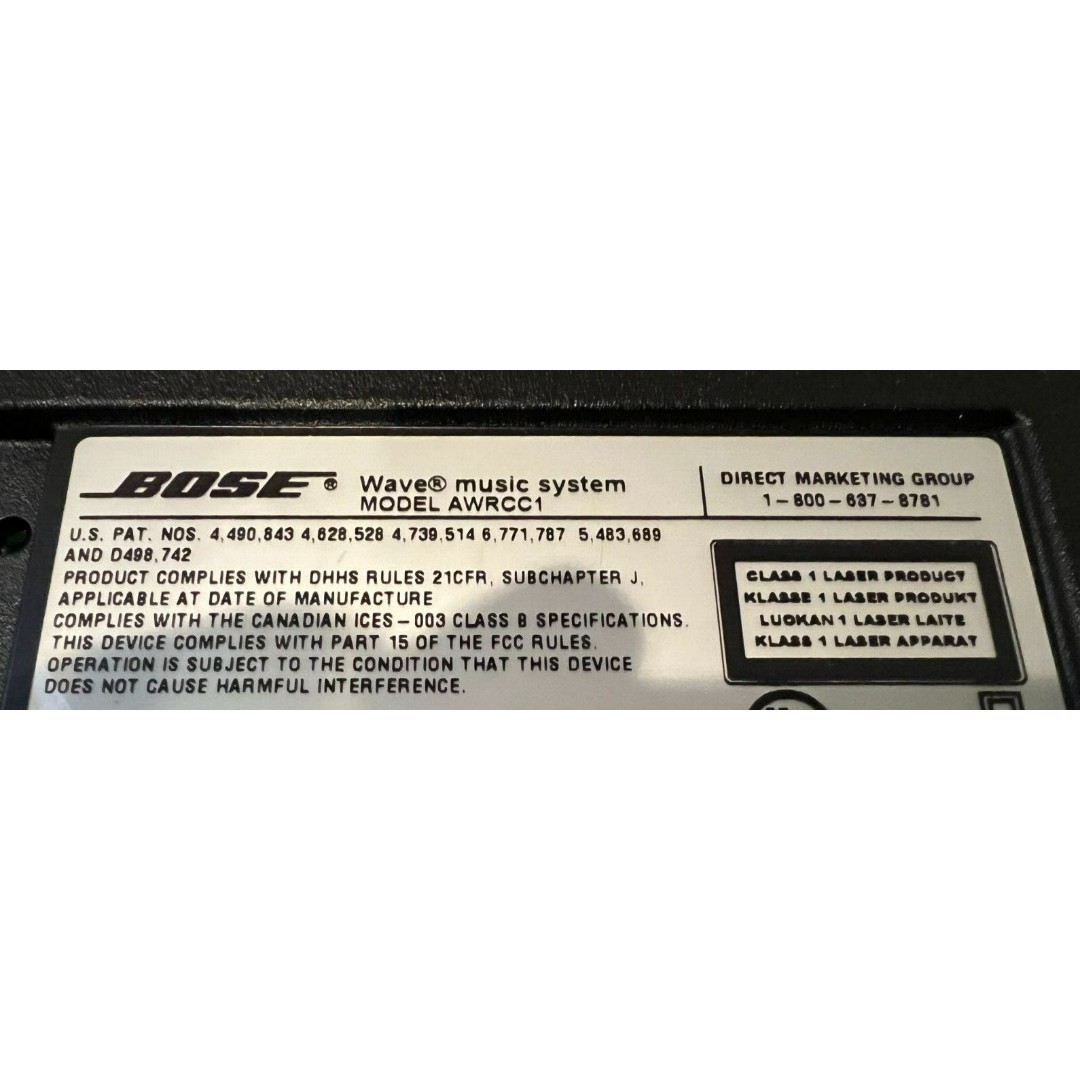 BOSE® Wave® music system
MODEL AWRCC1
DIRECT MARKETING GROUP
1-800-637-8781
U.S. PAT. NOS. 4,490,843 4,628,528 4,739,514 6,771,787 5,483,689
AND D498,742
PRODUCT COMPLIES WITH DHHS RULES 21CFR, SUBCHAPTER J,
APPLICABLE AT DATE OF MANUFACTURE
COMPLIES WITH THE CANADIAN ICES-003 CLASS B SPECIFICATIONS.
THIS DEVICE COMPLIES WITH PART 15 OF THE FCC RULES.
OPERATION IS SUBJECT TO THE CONDITION THAT THIS DEVICE
DOES NOT CAUSE HARMFUL INTERFERENCE.
CLASS 1 LASER PRODUCT
KLASSE 1 LASER PRODUKT
LUOKAN 1 LASER LAITE
KLASS 1 LASER APPARAT